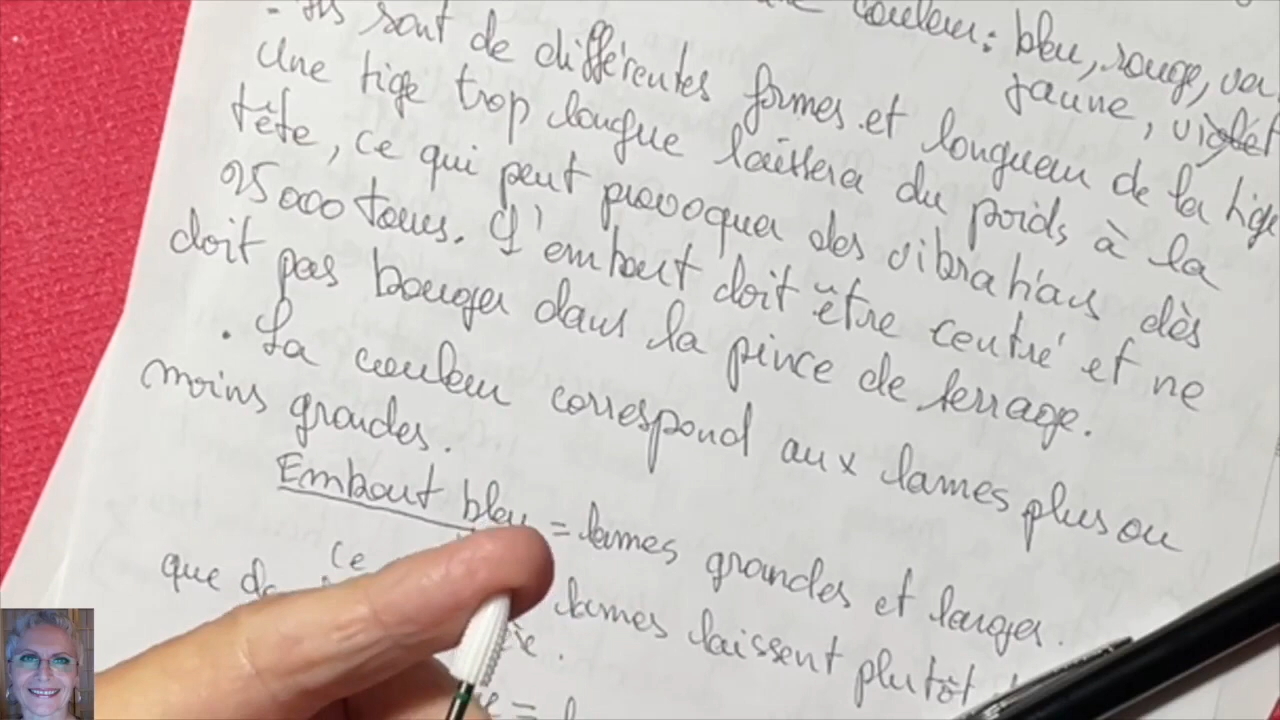 couleur : bleu, rouge,
jaune, violet
- Ils sont de différentes formes et longueur de la tige
Une tige trop longue laissera du poids à la
tête, ce qui peut provoquer des vibrations dès
25000 tours. L'embout doit être centré et ne
doit pas bouger dans la pince de serrage.
. La couleur correspond aux lames plus ou
moins grandes.
Embout bleu = lames grandes et larges.
Ce
que lames laissent plutôt